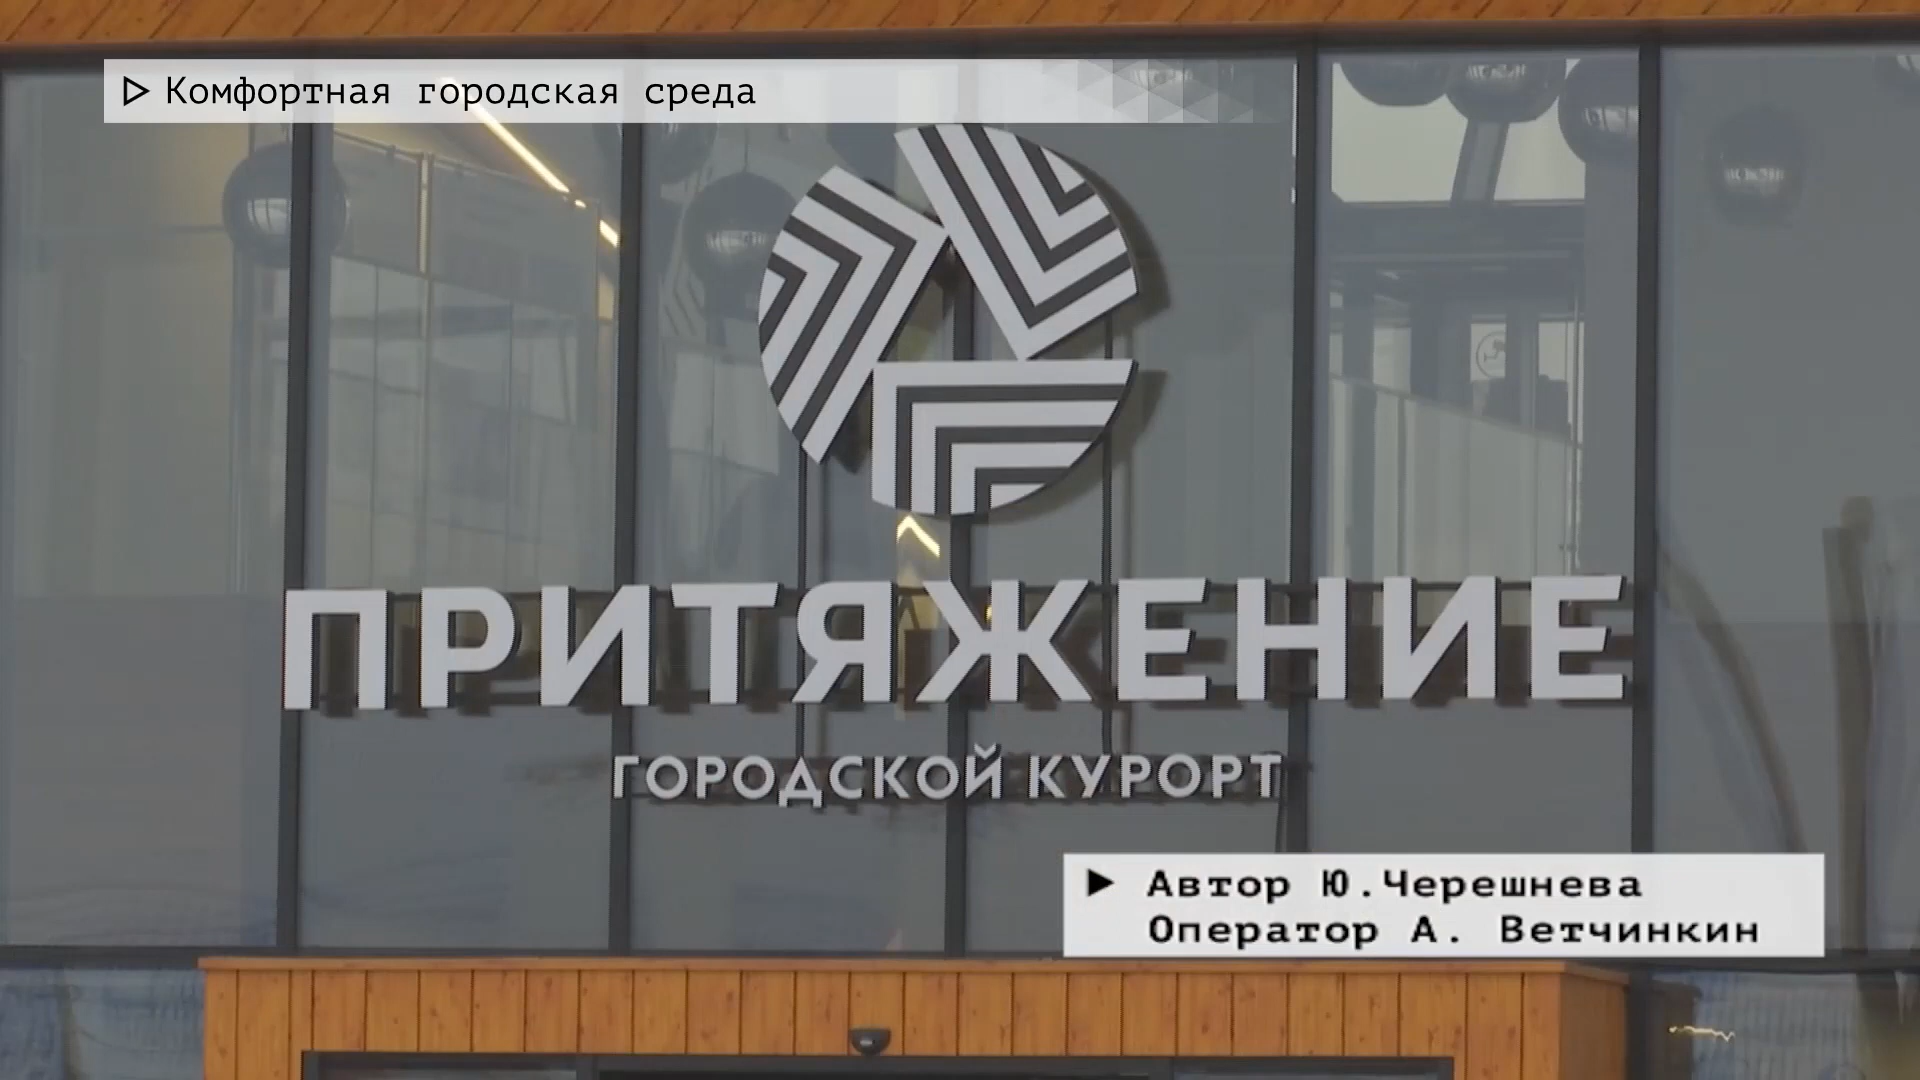 Комфортная городская среда
ПРИТЯЖЕНИЕ
ГОРОДСКОЙ КУРОРТ
Автор Ю.Черешнева
Оператор А. Ветчинкин